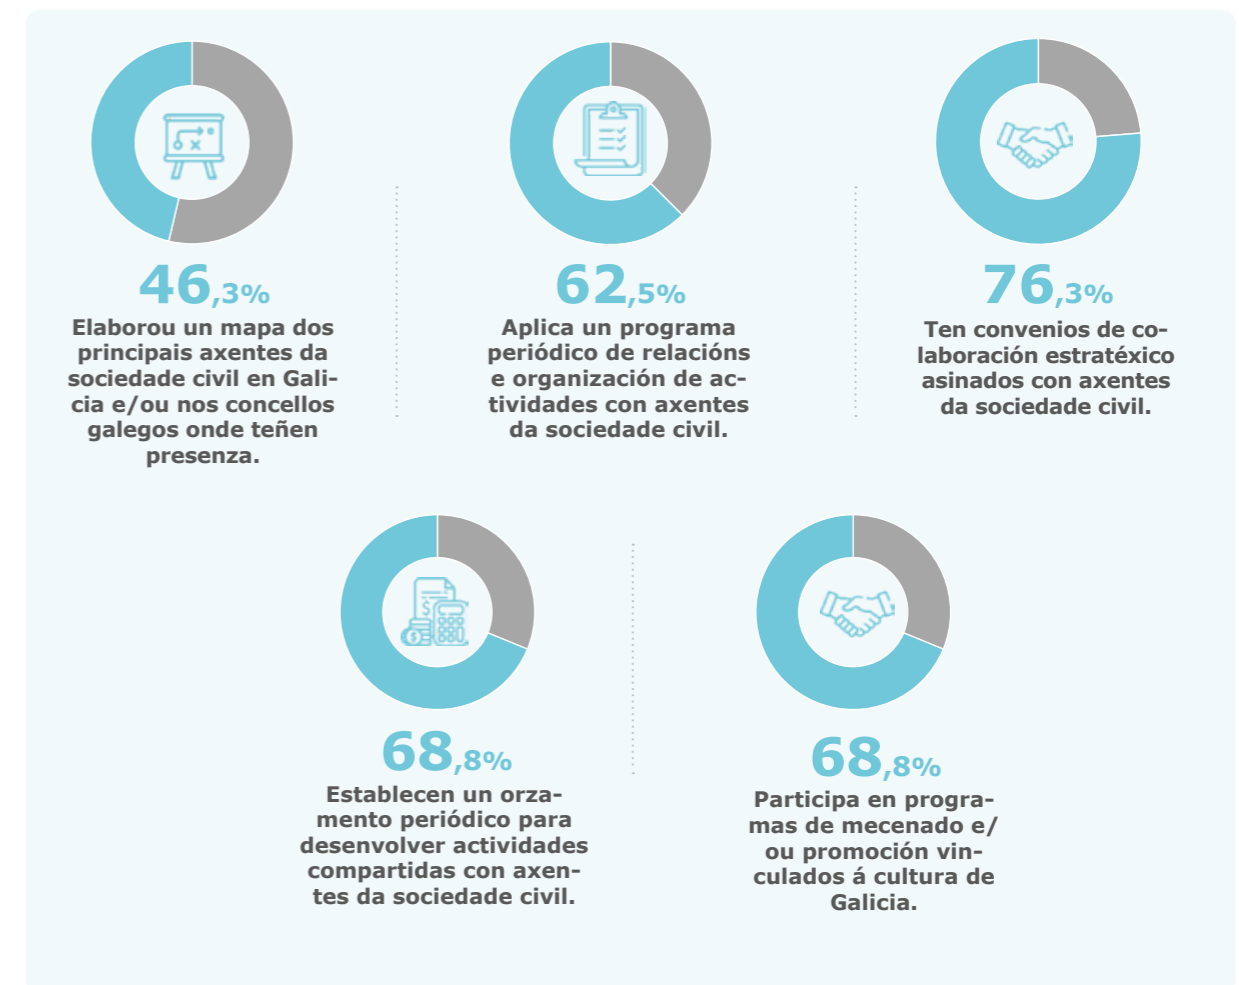 46,3%
Elaborou un mapa dos
principais axentes da
sociedade civil en Gali-
cia e/ou nos concellos
galegos onde teñen
presenza.
62,5%
Aplica un programa
periódico de relacións
e organización de ac-
tividades con axentes
da sociedade civil.
76,3%
Ten convenios de co-
laboración estratéxico
asinados con axentes
da sociedade civil.
68,8%
Establecen un orza-
mento periódico para
desenvolver actividades
compartidas con axen-
tes da sociedade civil.
68,8%
Participa en progra-
mas de mecenado e/
ou promoción vin-
culados á cultura de
Galicia.